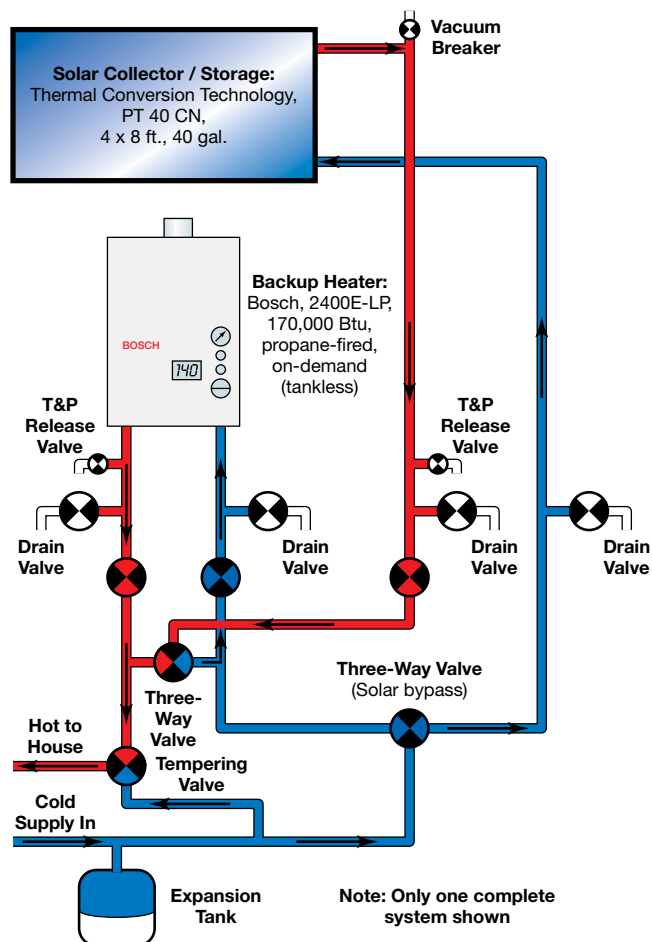 Vacuum
Breaker
Solar Collector / Storage:
Thermal Conversion Technology,
PT 40 CN,
4 x 8 ft., 40 gal.
Backup Heater:
Bosch, 2400E-LP,
170,000 Btu,
propane-fired,
on-demand
(tankless)
BOSCH
140
T&P
Release
Valve
T&P
Release
Valve
Drain
Valve
Drain
Valve
Drain
Valve
Drain
Valve
Three-Way Valve
(Solar bypass)
Three-
Way
Valve
Hot to
House
Tempering
Valve
Cold
Supply In
Expansion
Tank
Note: Only one complete
system shown